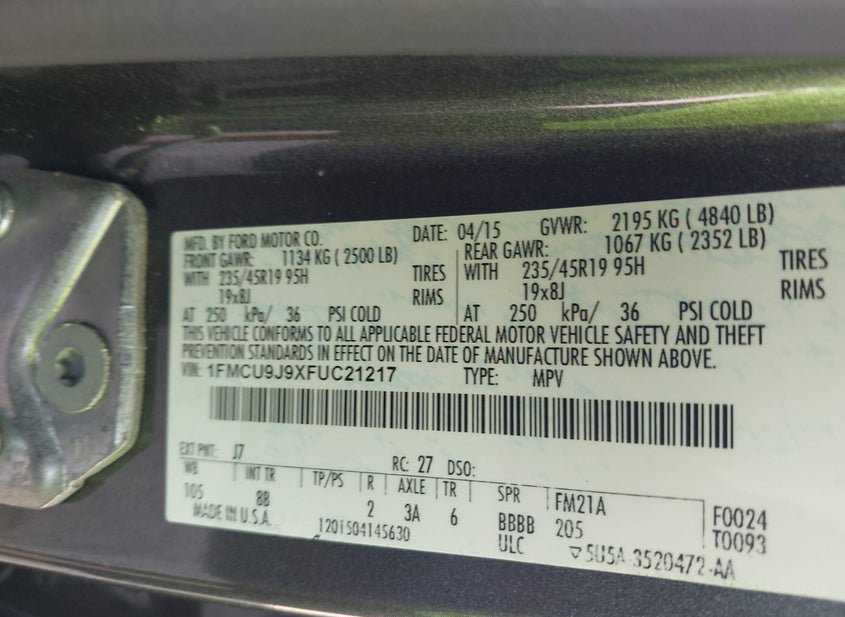 MFD. BY FORD MOTOR CO. DATE: 04/15 GVWR: 2195 KG ( 4840 LB)
FRONT GAWR: 1134 KG ( 2500 LB) REAR GAWR: 1067 KG ( 2352 LB)
WITH 235/45R19 95H TIRES WITH 235/45R19 95H TIRES
19x8J RIMS 19x8J RIMS
AT 250 kPa/ 36 PSI COLD AT 250 kPa/ 36 PSI COLD
THIS VEHICLE CONFORMS TO ALL APPLICABLE FEDERAL MOTOR VEHICLE SAFETY AND THEFT
PREVENTION STANDARDS IN EFFECT ON THE DATE OF MANUFACTURE SHOWN ABOVE.
VIN: 1FMCU9J9XFUC21217 TYPE: MPV
EXT PNT: J7 RC: 27 DSO:
WB INT TR TP/PS R AXLE TR SPR FM21A F0024
105 8B 2 3A 6 BBBB 205 T0093
MADE IN U.S.A. 1201504145630 ULC 5U5A-3520472-AA